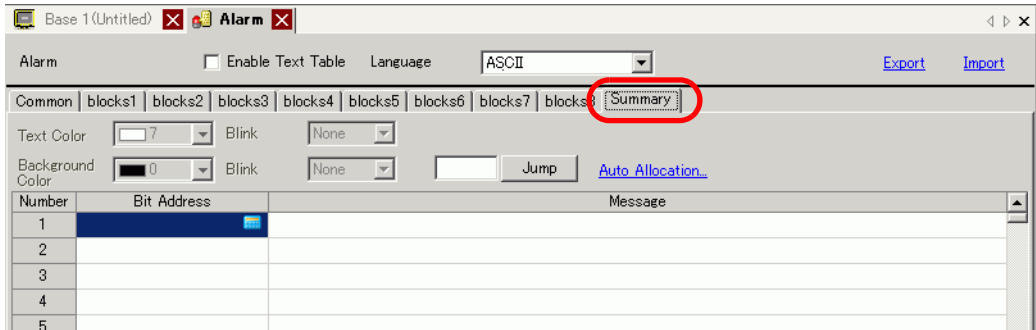 Base 1(Untitled) Alarm
Alarm Enable Text Table Language ASCII Export Import
Common blocks1 blocks2 blocks3 blocks4 blocks5 blocks6 blocks7 blocks8 Summary
Text Color 7 Blink None
Background Color 0 Blink None Jump Auto Allocation...
Number Bit Address Message
1
2
3
4
5